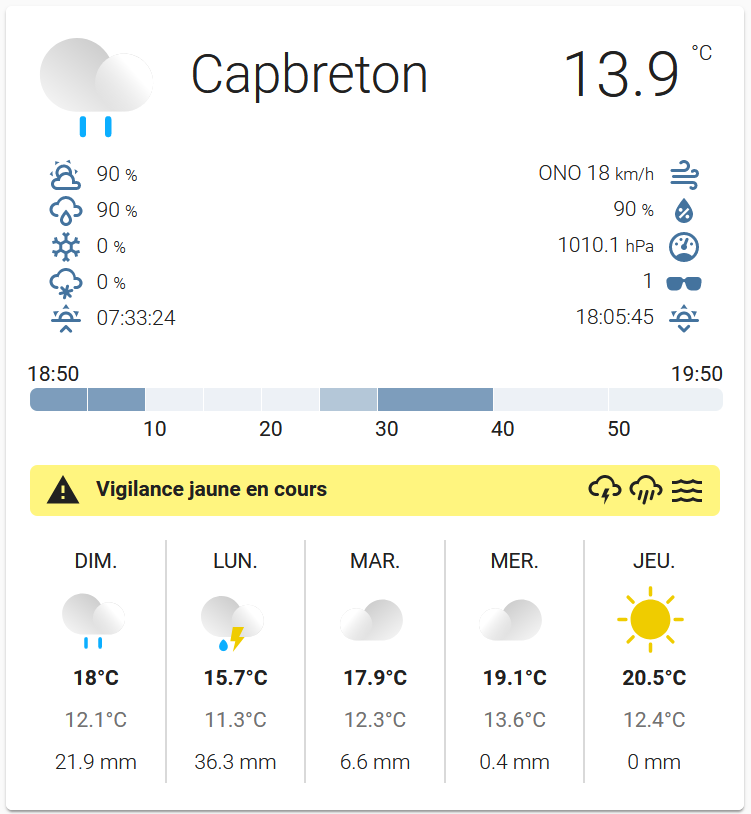 Capbreton
13.9 °C
90 % ONO 18 km/h
90 % 90 %
0 % 1010.1 hPa
0 % 1
07:33:24 18:05:45
18:50 19:50
10 20 30 40 50
Vigilance jaune en cours
DIM. LUN. MAR. MER. JEU.
18°C 15.7°C 17.9°C 19.1°C 20.5°C
12.1°C 11.3°C 12.3°C 13.6°C 12.4°C
21.9 mm 36.3 mm 6.6 mm 0.4 mm 0 mm